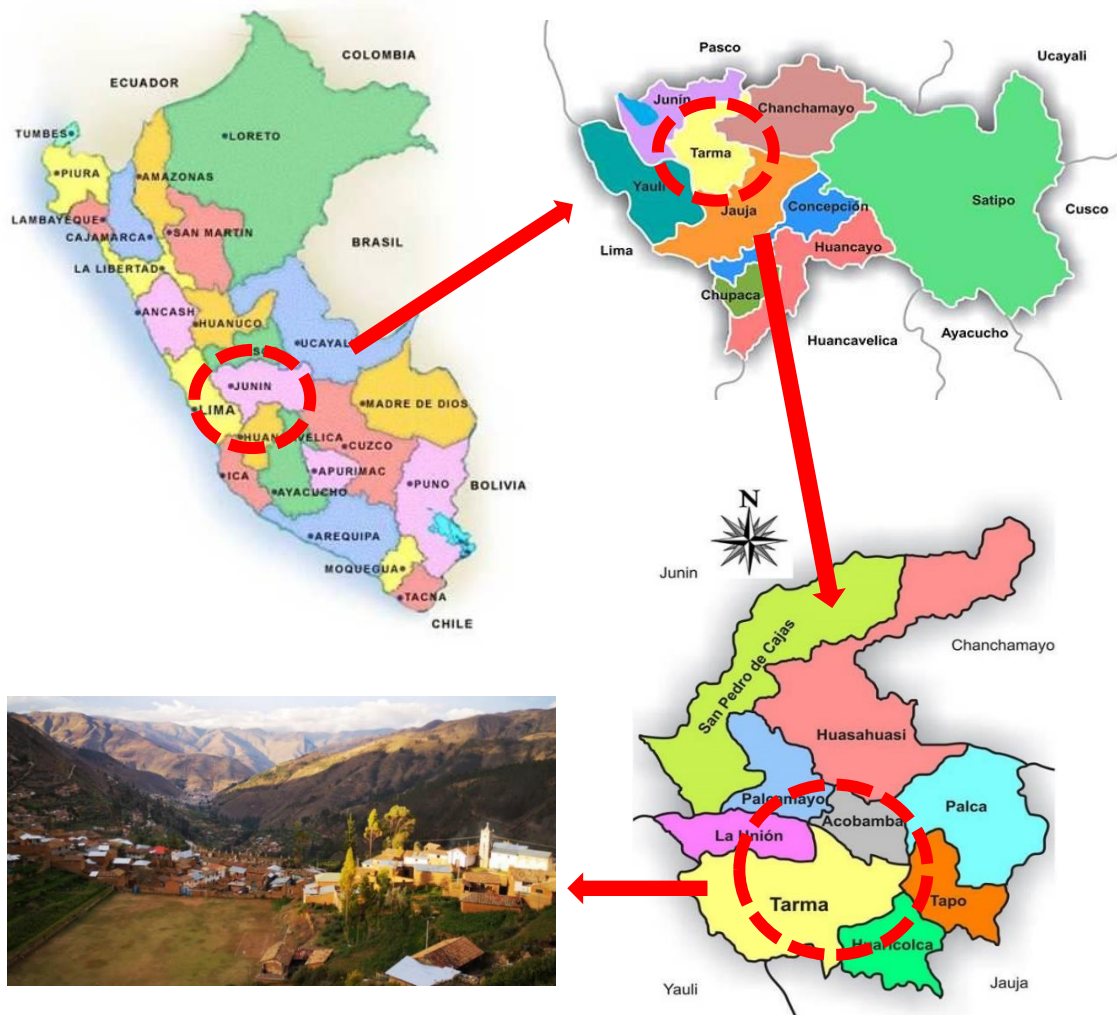 COLOMBIA
ECUADOR
TUMBES
LORETO
PIURA
AMAZONAS
LAMBAYEQUE
SAN MARTIN
CAJAMARCA
BRASIL
LA LIBERTAD
ANCASH
HUANUCO
UCAYAL
JUNIN
LIMA
MADRE DE DIOS
CUZCO
ICA
APURIMAC
AYACUCHO
PUNO
BOLIVIA
AREQUIPA
MOQUEGUA
TACNA
CHILE
Pasco
Ucayali
Junín
Chanchamayo
Tarma
Yauli
Jauja
Concepción
Satipo
Cusco
Lima
Huancayo
Chupaca
Huancavelica
Ayacucho
N
Junin
Chanchamayo
San Pedro de Cajas
Huasahuasi
Palcamayo
Acobamba
Palca
La Unión
Tarma
Tapo
Huaricolca
Yauli
Jauja